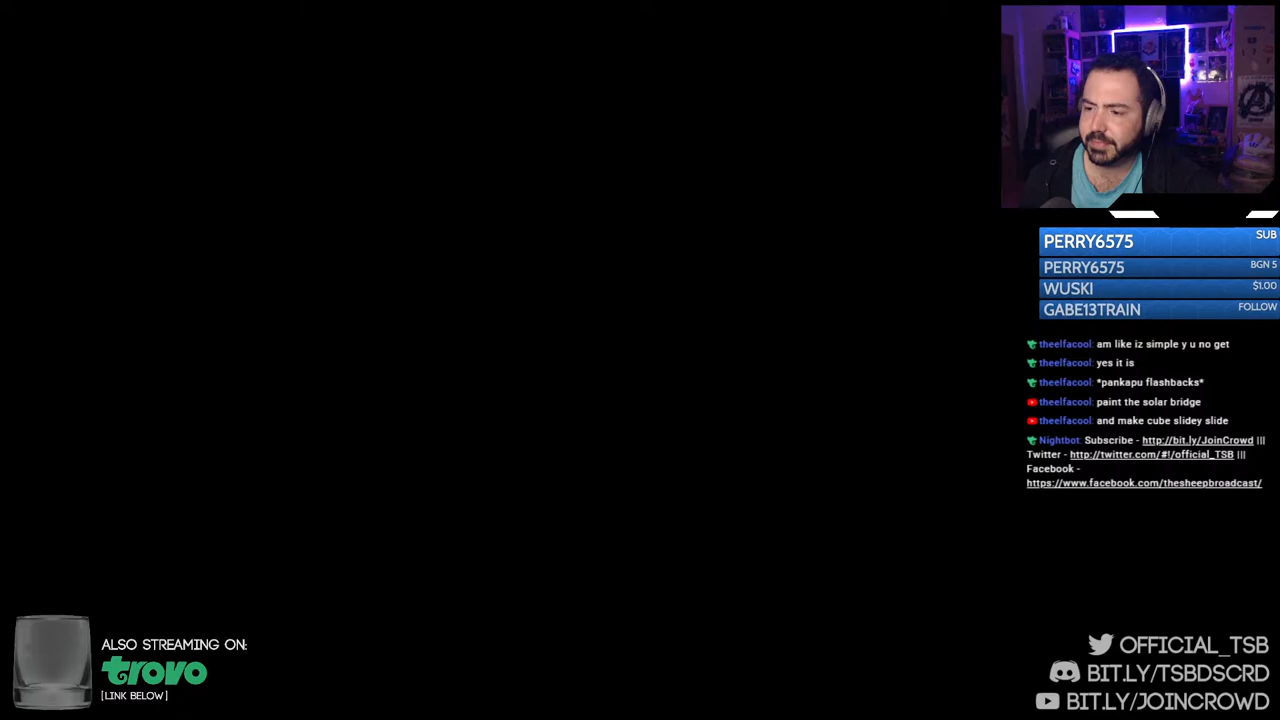 PERRY6575 SUB
PERRY6575 BGN 5
WUSKI $1.00
GABE13TRAIN FOLLOW
theelfacool: am like iz simple y u no get
theelfacool: yes it is
theelfacool: *pankapu flashbacks*
theelfacool: paint the solar bridge
theelfacool: and make cube slidey slide
Nightbot: Subscribe - http://bit.ly/JoinCrowd |||
Twitter - http://twitter.com/#!/official_TSB |||
Facebook -
https://www.facebook.com/thesheepbroadcast/
ALSO STREAMING ON:
trovo
[LINK BELOW]
OFFICIAL_TSB
BIT.LY/TSBDSCRD
BIT.LY/JOINCROWD